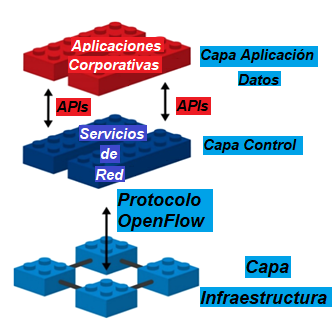 Aplicaciones
Corporativas
Capa Aplicación
Datos
APIs
APIs
Servicios
de
Red
Capa Control
Protocolo
OpenFlow
Capa
Infraestructura